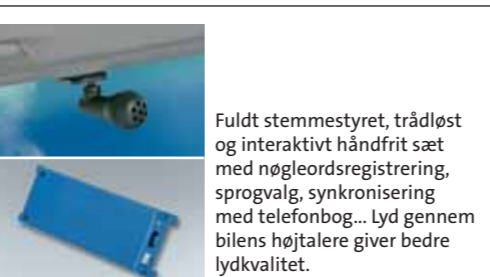 Fuldt stemmestyret, trådløst
og interaktivt håndfrit sæt
med nøgleordsregistrering,
sprogvalg, synkronisering
med telefonbog... Lyd gennem
bilens højtalere giver bedre
lydkvalitet.